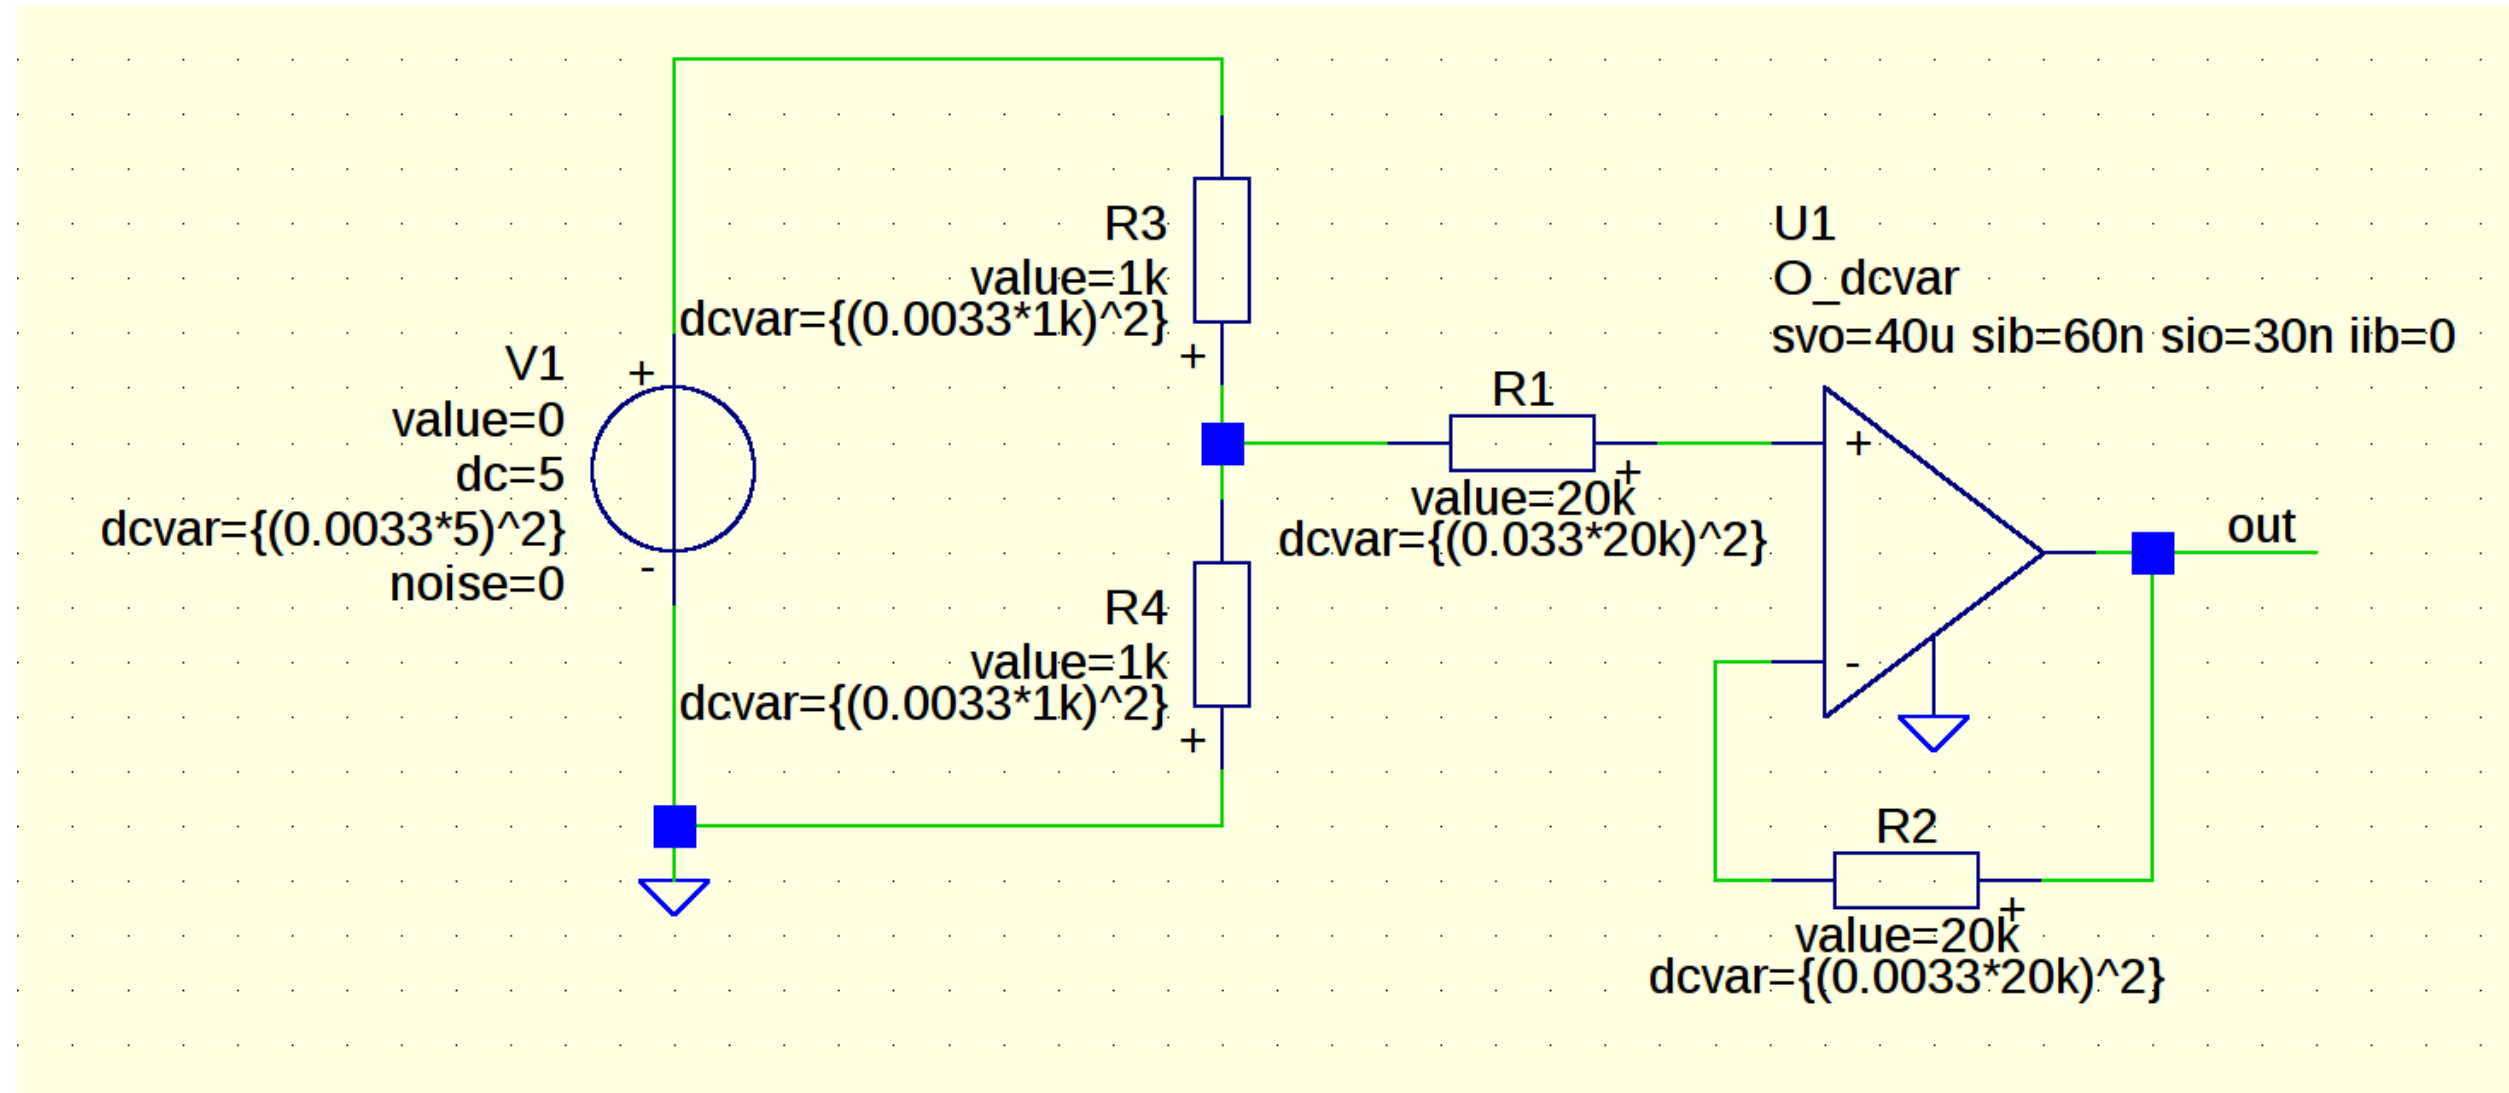 R3
value=1k
dcvar={(0.0033*1k)^2}
+
V1
+
value=0
dc=5
dcvar={(0.0033*5)^2}
-
noise=0
R4
value=1k
dcvar={(0.0033*1k)^2}
+
R1
+
value=20k
dcvar={(0.033*20k)^2}
U1
O_dcvar
svo=40u sib=60n sio=30n iib=0
+
-
out
R2
+
value=20k
dcvar={(0.0033*20k)^2}